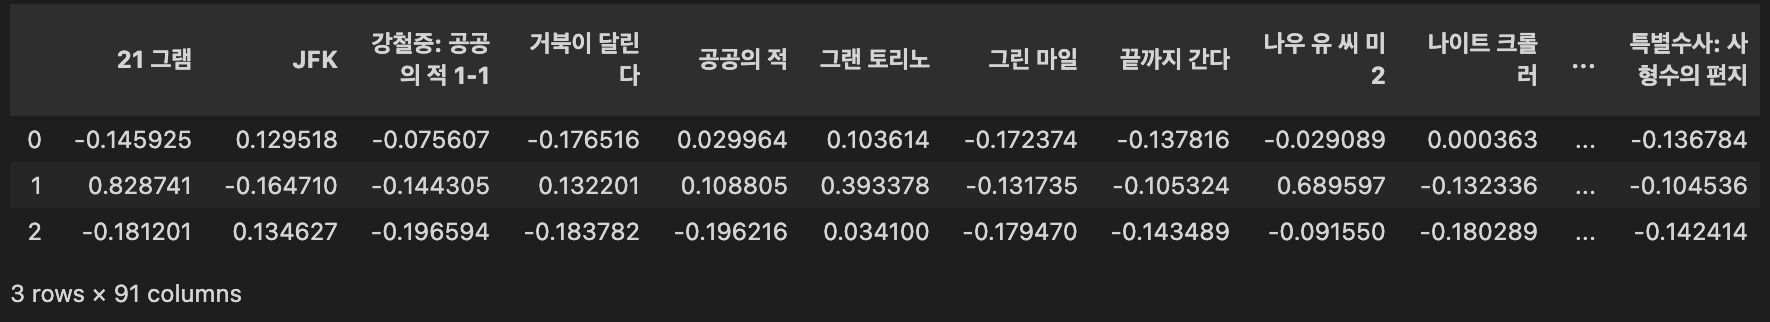 21 그램 JFK 강철중: 공공의 적 1-1 거북이 달린다 공공의 적 그랜 토리노 그린 마일 끝까지 간다 나우 유 씨 미 2 나이트 크롤러 ... 특별수사: 사형수의 편지
0 -0.145925 0.129518 -0.075607 -0.176516 0.029964 0.103614 -0.172374 -0.137816 -0.029089 0.000363 ... -0.136784
1 0.828741 -0.164710 -0.144305 0.132201 0.108805 0.393378 -0.131735 -0.105324 0.689597 -0.132336 ... -0.104536
2 -0.181201 0.134627 -0.196594 -0.183782 -0.196216 0.034100 -0.179470 -0.143489 -0.091550 -0.180289 ... -0.142414
3 rows × 91 columns